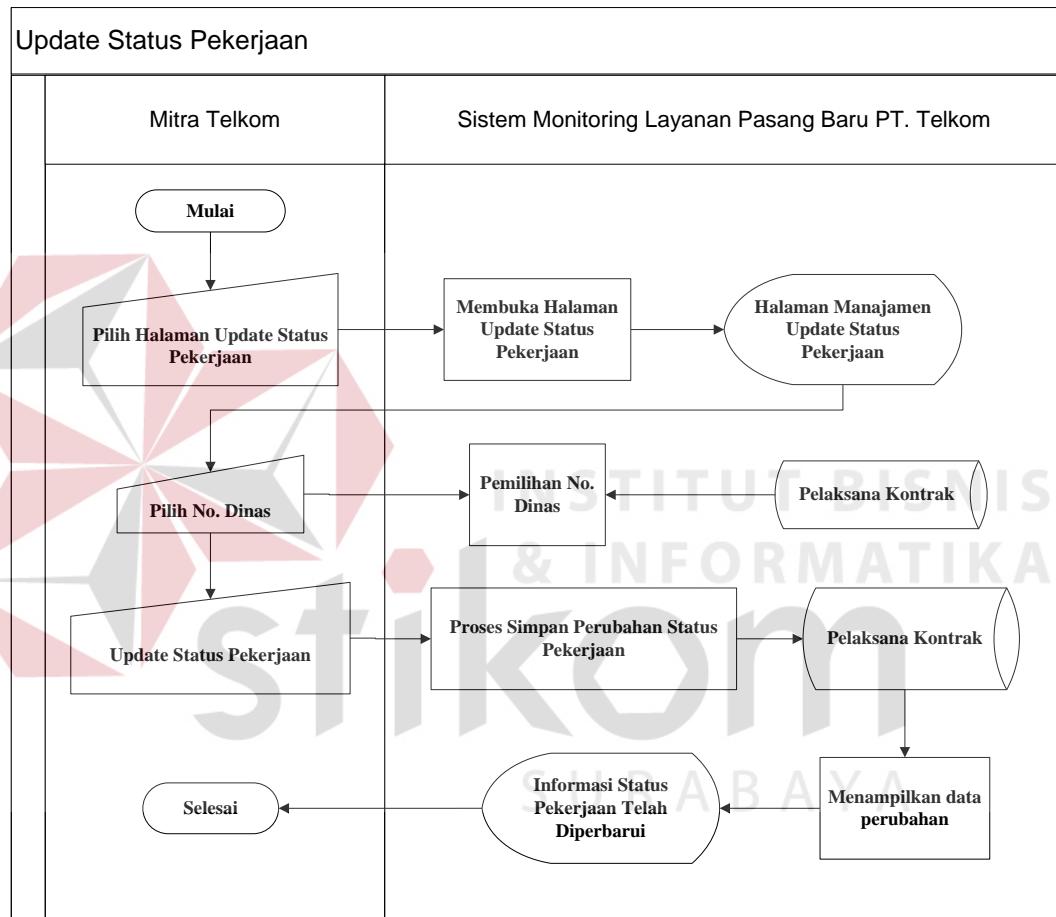 Update Status Pekerjaan
Mitra Telkom
Sistem Monitoring Layanan Pasang Baru PT. Telkom
Mulai
Pilih Halaman Update Status
Pekerjaan
Membuka Halaman
Update Status
Pekerjaan
Halaman Manajamen
Update Status
Pekerjaan
Pilih No. Dinas
Pemilihan No.
Dinas
Pelaksana Kontrak
INSTITUT BISNIS
& INFORMATIKA
stikom
SURABAYA
Update Status Pekerjaan
Proses Simpan Perubahan Status
Pekerjaan
Pelaksana Kontrak
Menampilkan data
perubahan
Informasi Status
Pekerjaan Telah
Diperbarui
Selesai